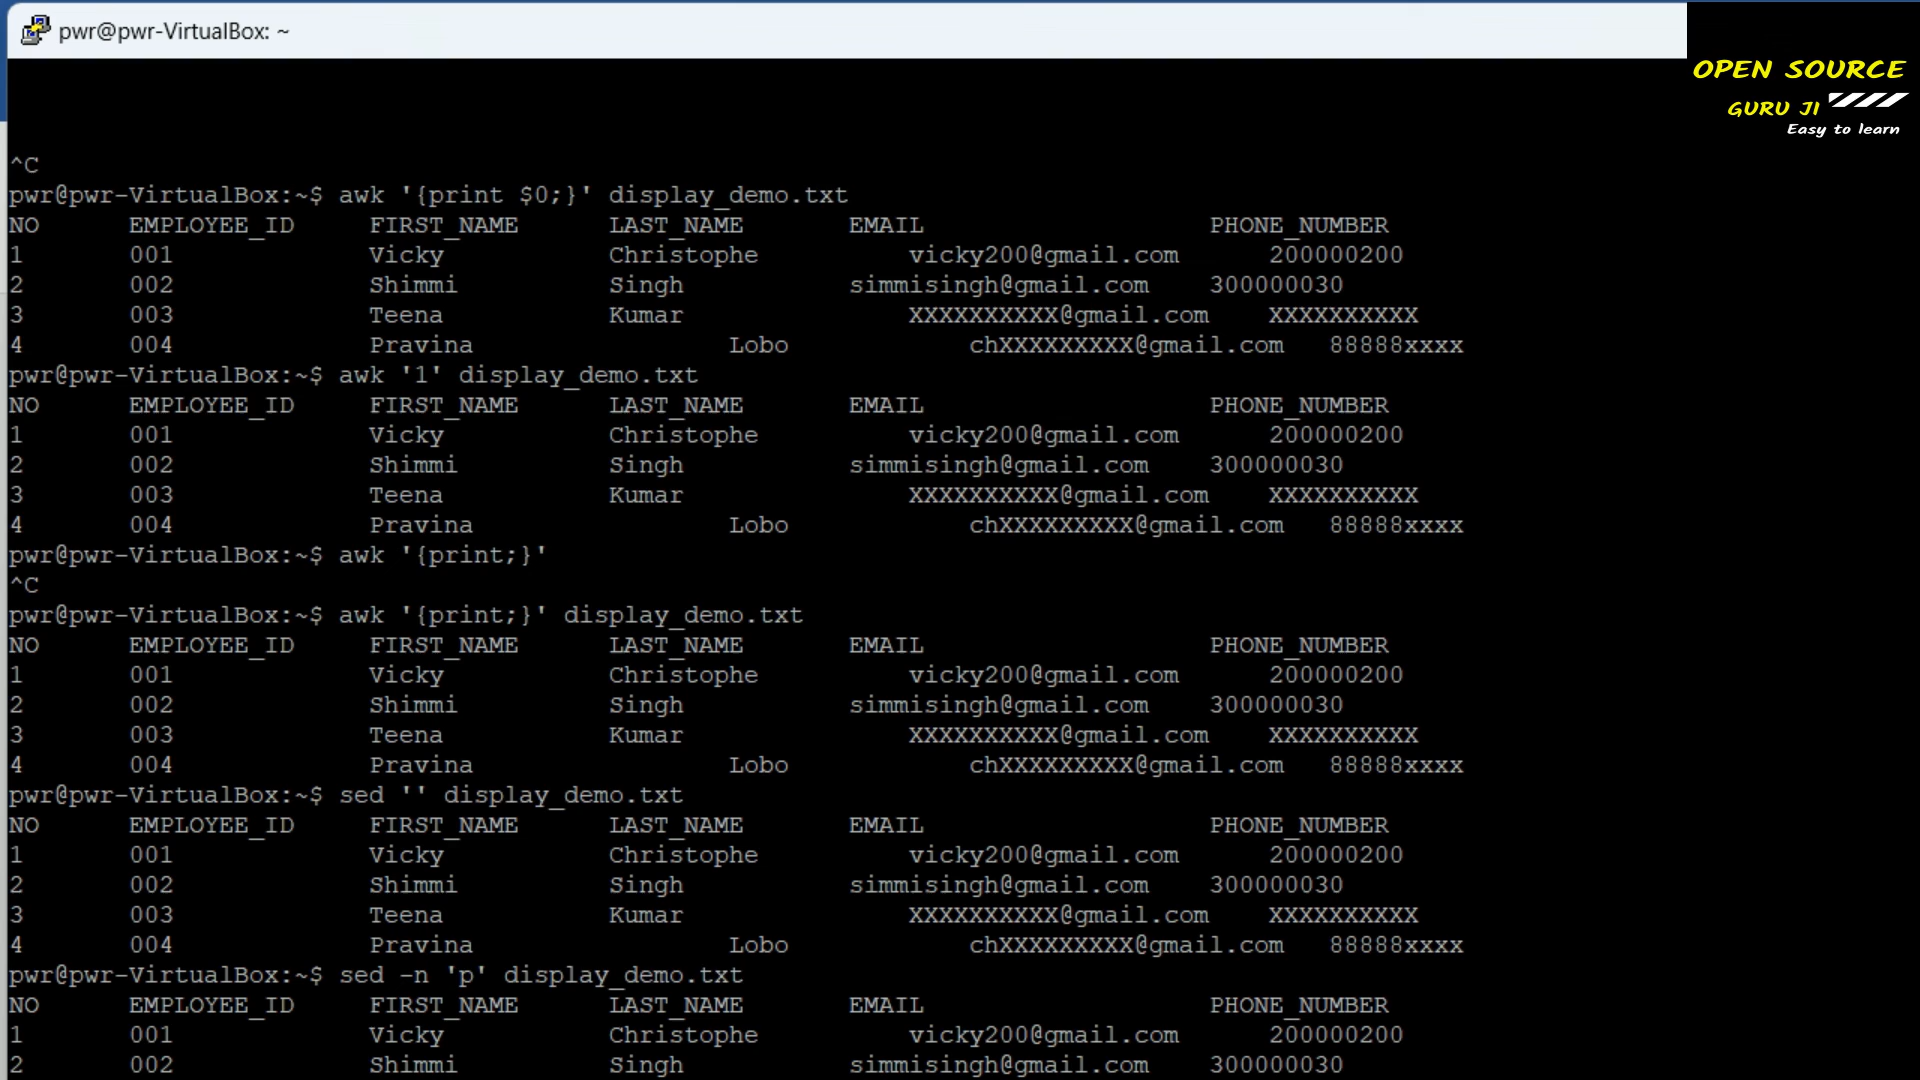 pwr@pwr-VirtualBox: ~
OPEN SOURCE
GURU JI
Easy to learn
^C
pwr@pwr-VirtualBox:~$ awk '{print $0;}' display_demo.txt
NO EMPLOYEE_ID FIRST_NAME LAST_NAME EMAIL PHONE_NUMBER
1 001 Vicky Christophe vicky200@gmail.com 200000200
2 002 Shimmi Singh simmisingh@gmail.com 300000030
3 003 Teena Kumar XXXXXXXXXX@gmail.com XXXXXXXXXX
4 004 Pravina Lobo chXXXXXXXXX@gmail.com 88888xxxx
pwr@pwr-VirtualBox:~$ awk '1' display_demo.txt
NO EMPLOYEE_ID FIRST_NAME LAST_NAME EMAIL PHONE_NUMBER
1 001 Vicky Christophe vicky200@gmail.com 200000200
2 002 Shimmi Singh simmisingh@gmail.com 300000030
3 003 Teena Kumar XXXXXXXXXX@gmail.com XXXXXXXXXX
4 004 Pravina Lobo chXXXXXXXXX@gmail.com 88888xxxx
pwr@pwr-VirtualBox:~$ awk '{print;}'
^C
pwr@pwr-VirtualBox:~$ awk '{print;}' display_demo.txt
NO EMPLOYEE_ID FIRST_NAME LAST_NAME EMAIL PHONE_NUMBER
1 001 Vicky Christophe vicky200@gmail.com 200000200
2 002 Shimmi Singh simmisingh@gmail.com 300000030
3 003 Teena Kumar XXXXXXXXXX@gmail.com XXXXXXXXXX
4 004 Pravina Lobo chXXXXXXXXX@gmail.com 88888xxxx
pwr@pwr-VirtualBox:~$ sed '' display_demo.txt
NO EMPLOYEE_ID FIRST_NAME LAST_NAME EMAIL PHONE_NUMBER
1 001 Vicky Christophe vicky200@gmail.com 200000200
2 002 Shimmi Singh simmisingh@gmail.com 300000030
3 003 Teena Kumar XXXXXXXXXX@gmail.com XXXXXXXXXX
4 004 Pravina Lobo chXXXXXXXXX@gmail.com 88888xxxx
pwr@pwr-VirtualBox:~$ sed -n 'p' display_demo.txt
NO EMPLOYEE_ID FIRST_NAME LAST_NAME EMAIL PHONE_NUMBER
1 001 Vicky Christophe vicky200@gmail.com 200000200
2 002 Shimmi Singh simmisingh@gmail.com 300000030